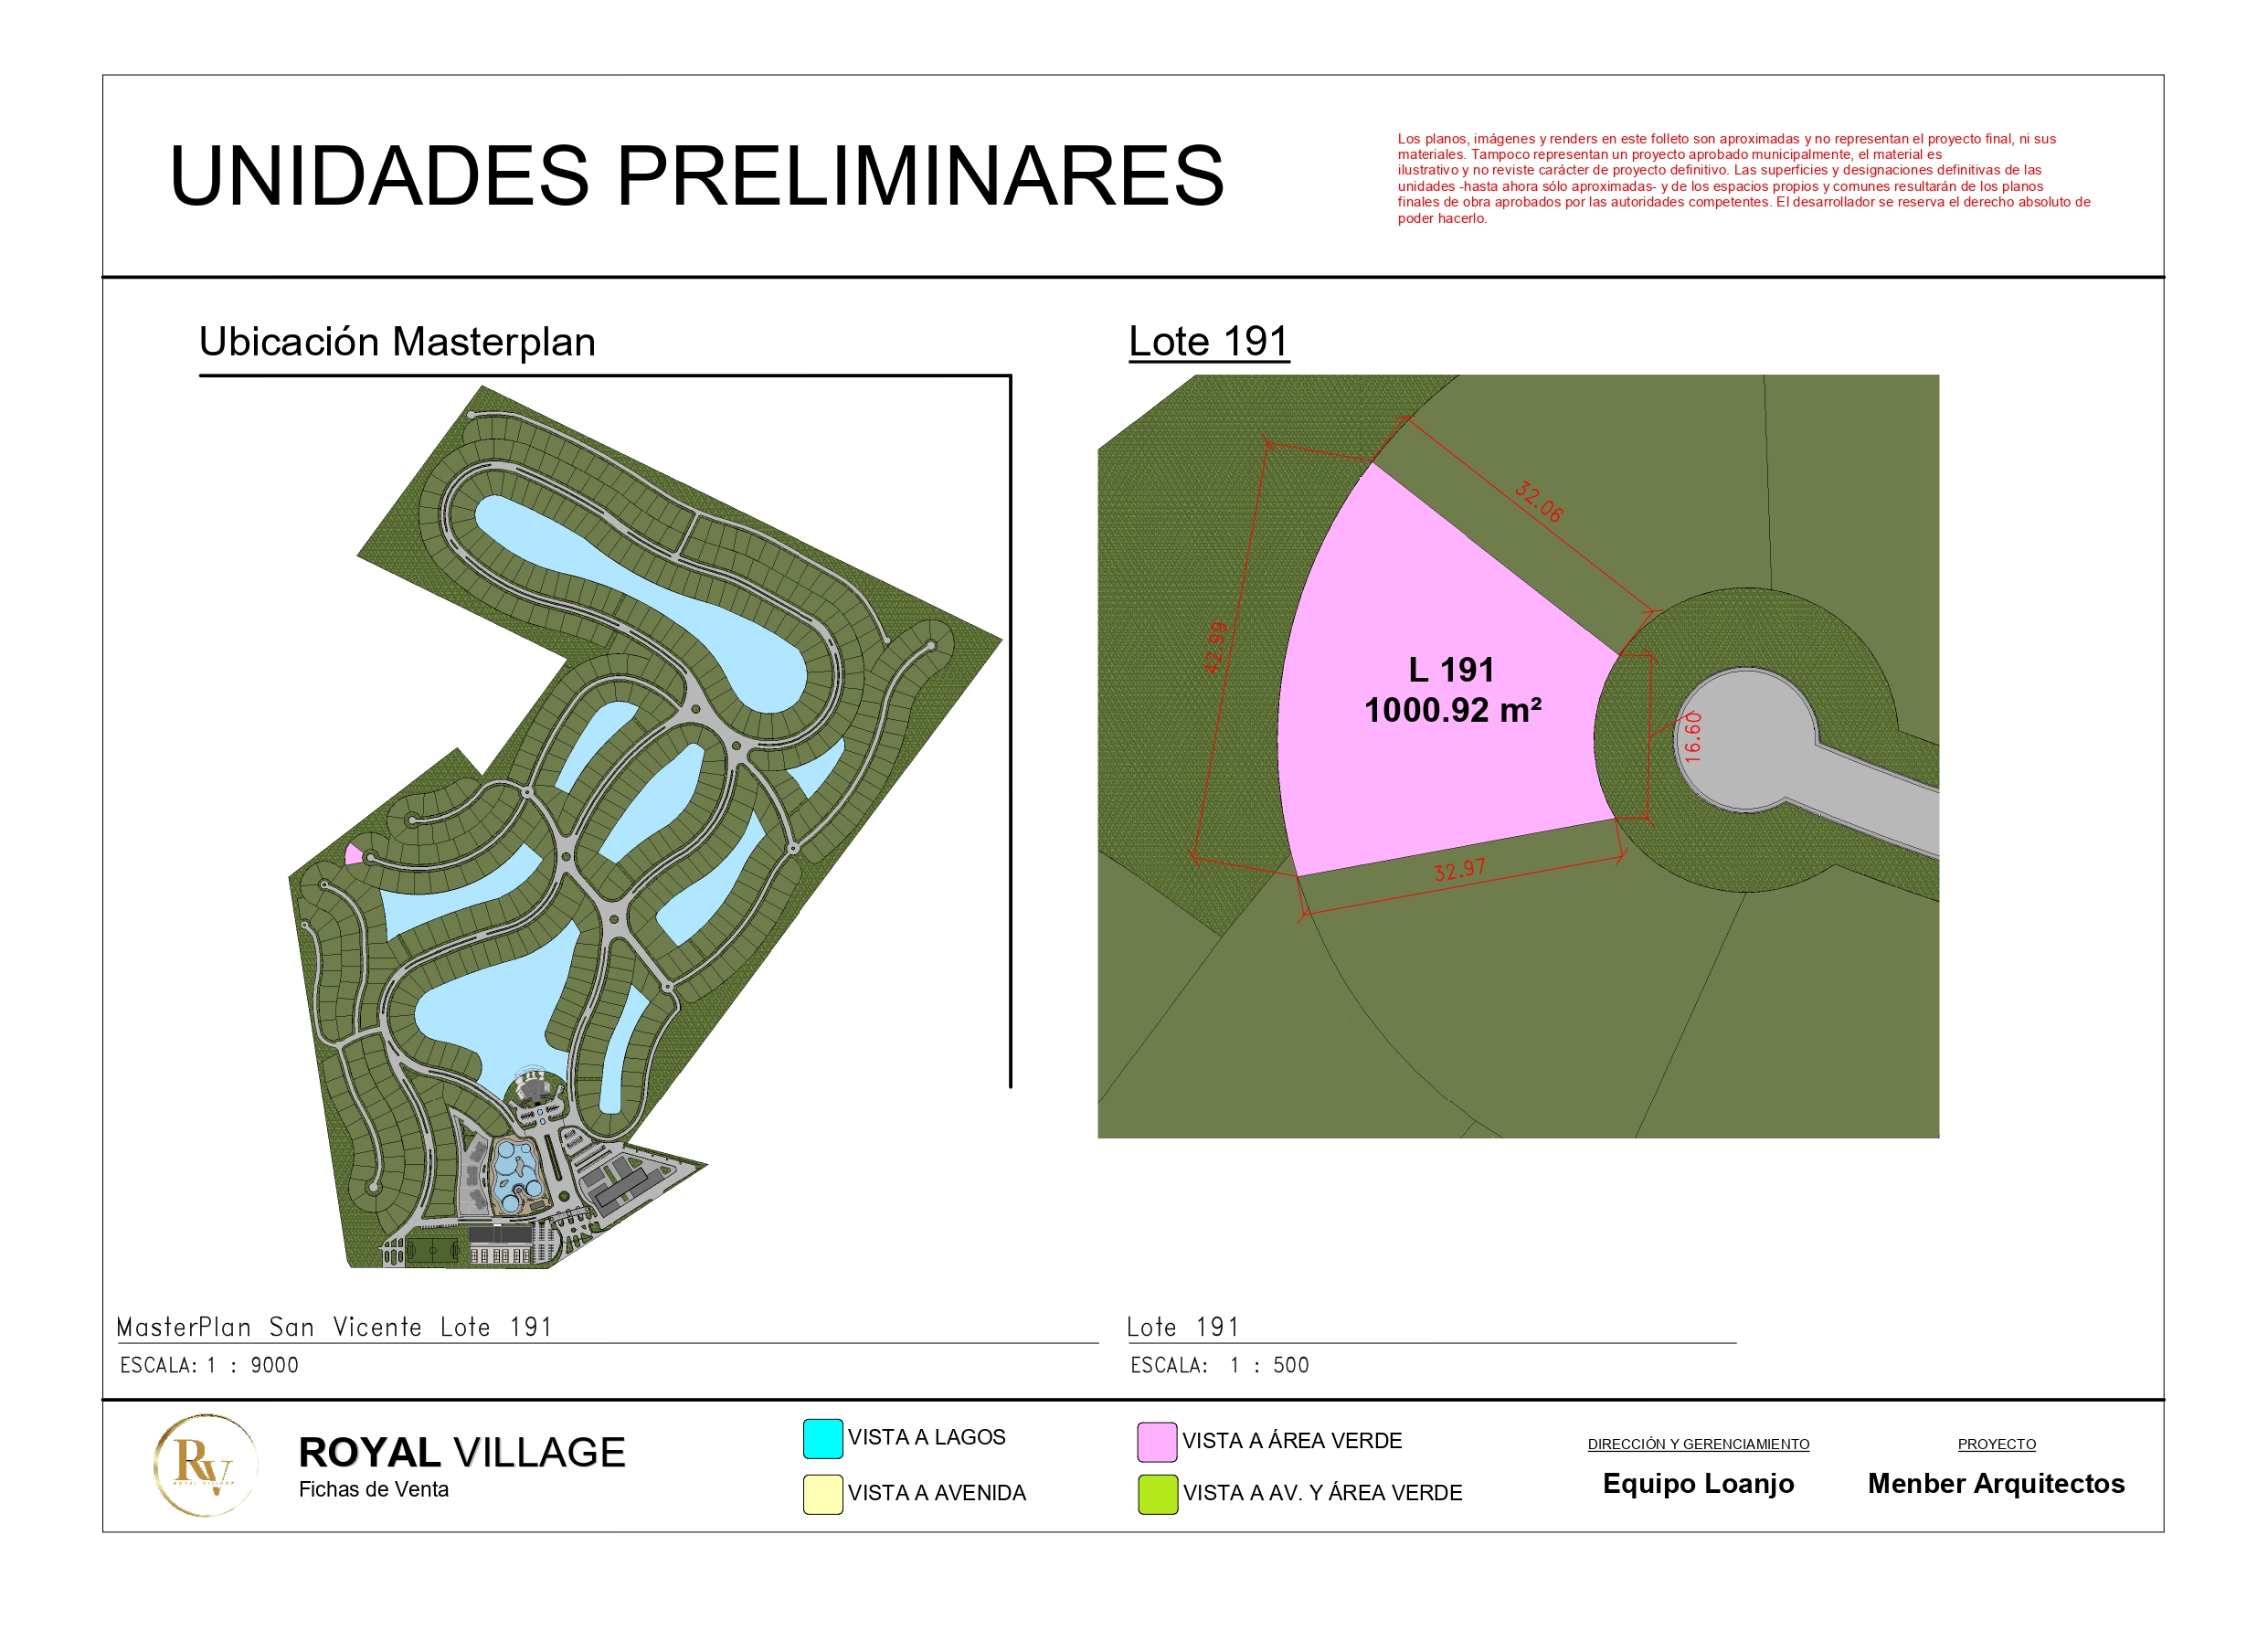 UNIDADES PRELIMINARES
Los planos, imágenes y renders en este folleto son aproximadas y no representan el proyecto final, ni sus
materiales. Tampoco representan un proyecto aprobado municipalmente, el material es
ilustrativo y no reviste carácter de proyecto definitivo. Las superficies y designaciones definitivas de las
unidades -hasta ahora sólo aproximadas- y de los espacios propios y comunes resultarán de los planos
finales de obra aprobados por las autoridades competentes. El desarrollador se reserva el derecho absoluto de
poder hacerlo.
Ubicación Masterplan
Lote 191
32.06
42.99
L 191
1000.92 m²
16.60
32.97
MasterPlan San Vicente Lote 191
ESCALA: 1 : 9000
Lote 191
ESCALA: 1 : 500
RV
ROYAL VILLAGE
ROYAL VILLAGE
Fichas de Venta
VISTA A LAGOS
VISTA A AVENIDA
VISTA A ÁREA VERDE
VISTA A AV. Y ÁREA VERDE
DIRECCIÓN Y GERENCIAMIENTO
Equipo Loanjo
PROYECTO
Menber Arquitectos